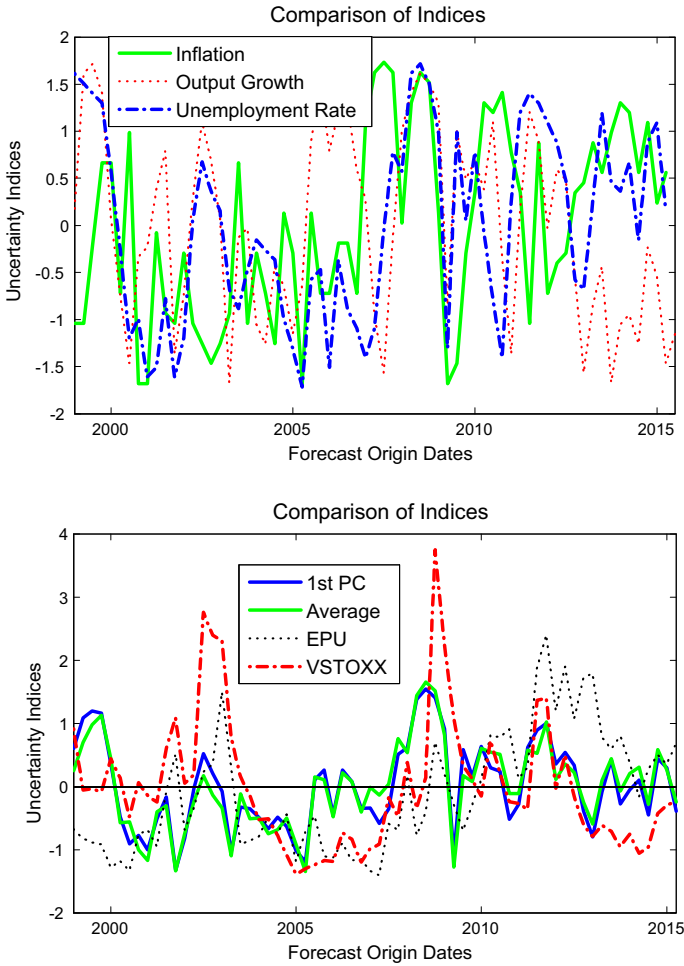 Comparison of Indices
2
1.5
1
0.5
0
-0.5
-1
-1.5
-2
Uncertainty Indices
Inflation
Output Growth
Unemployment Rate
2000
2005
2010
2015
Forecast Origin Dates
Comparison of Indices
4
3
2
1
0
-1
-2
Uncertainty Indices
1st PC
Average
EPU
VSTOXX
2000
2005
2010
2015
Forecast Origin Dates